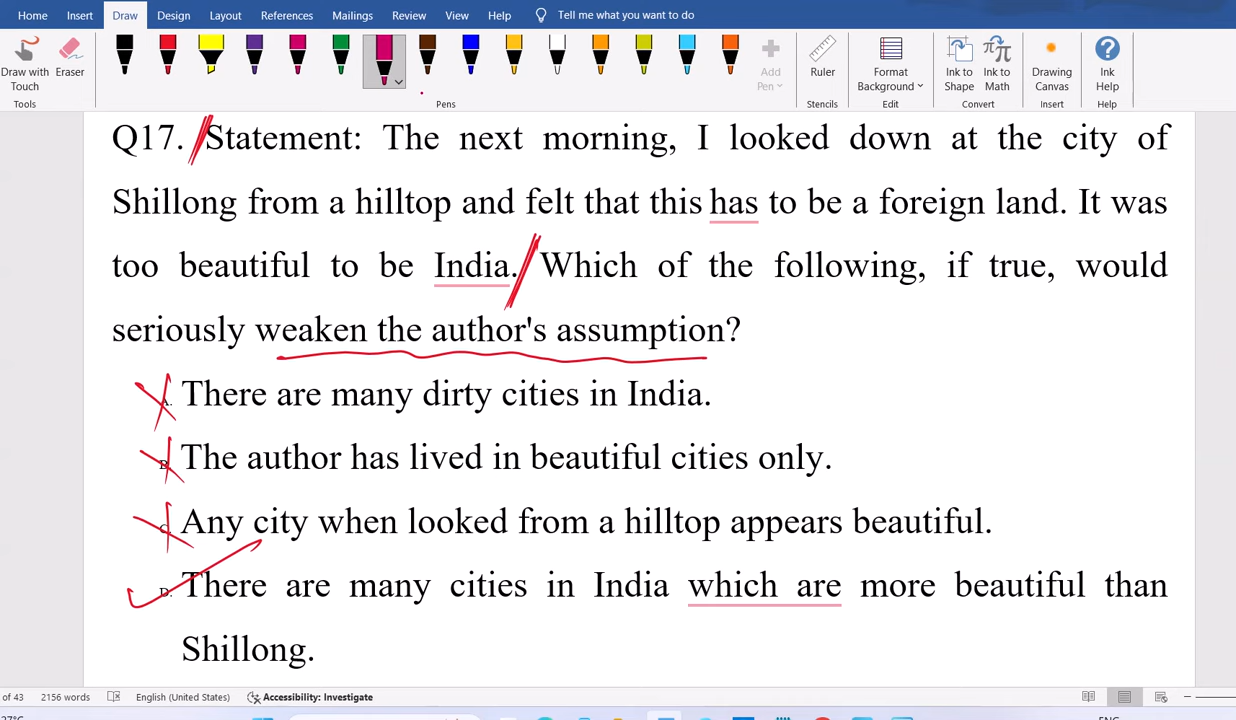 Home Insert Draw Design Layout References Mailings Review View Help Tell me what you want to do
Draw with Touch
Eraser
Add Pen
Ruler
Format Background
Ink to Shape
Ink to Math
Drawing Canvas
Ink Help
Tools Pens Stencils Edit Convert Insert Help
Q17. Statement: The next morning, I looked down at the city of
Shillong from a hilltop and felt that this has to be a foreign land. It was
too beautiful to be India. Which of the following, if true, would
seriously weaken the author's assumption?
A. There are many dirty cities in India.
B. The author has lived in beautiful cities only.
C. Any city when looked from a hilltop appears beautiful.
D. There are many cities in India which are more beautiful than
Shillong.
of 43 2156 words English (United States) Accessibility: Investigate